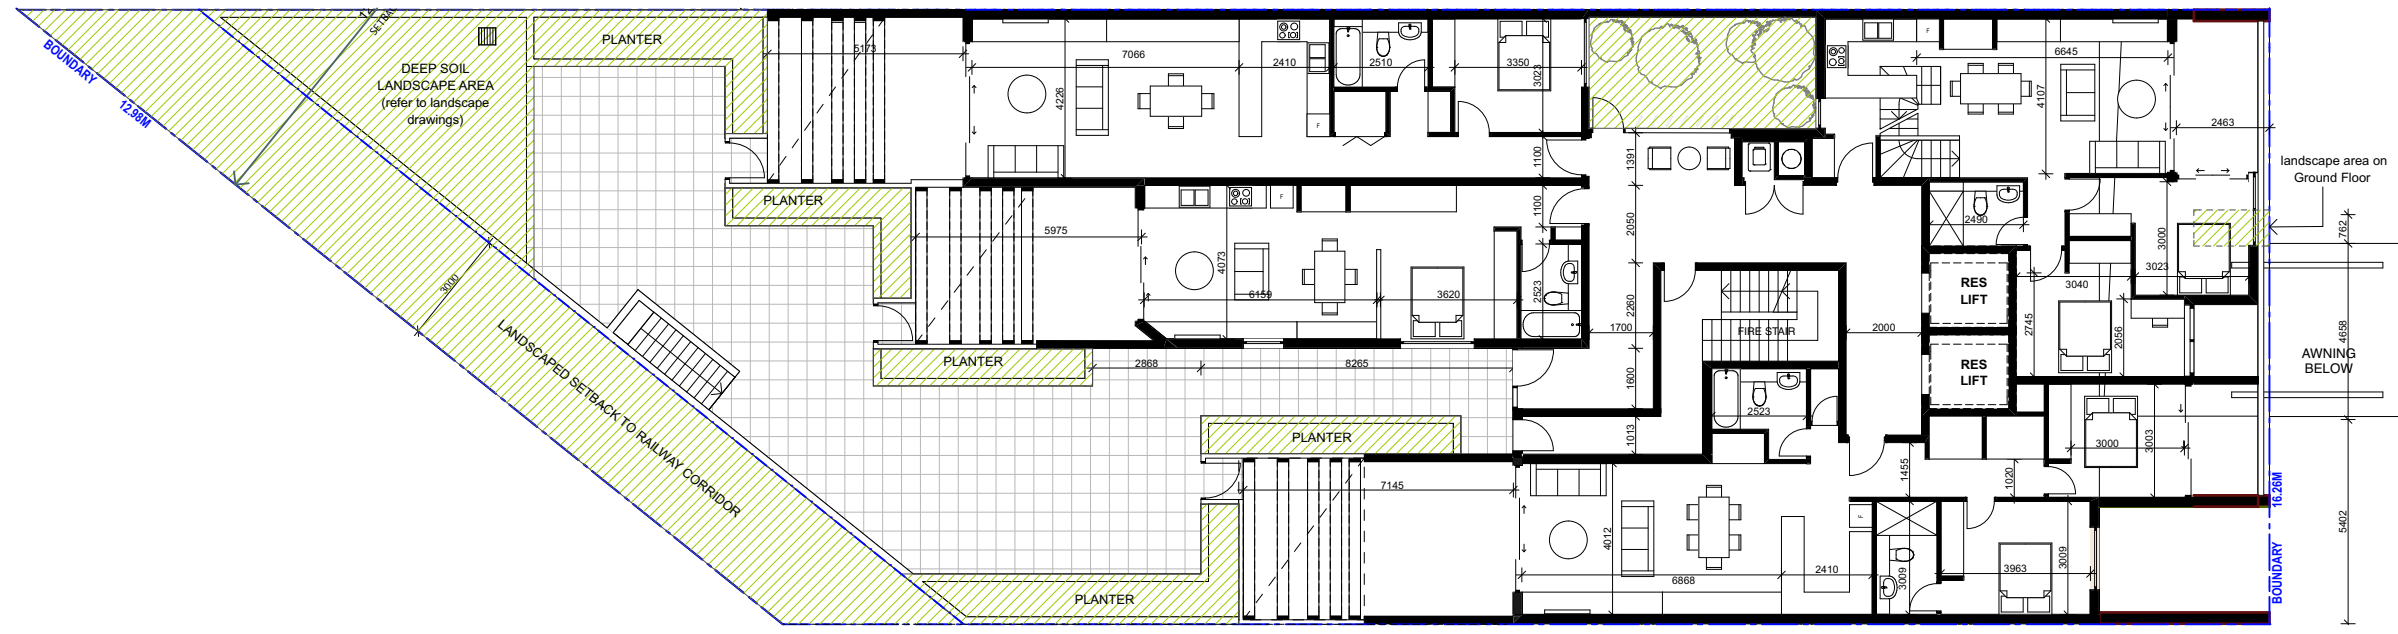 PLANTER
DEEP SOIL
LANDSCAPE AREA
(refer to landscape
drawings)
BOUNDARY
12.98M
5173
7066
2410
2510
3350
3023
F
6645
4226
4107
2463
F
landscape area on
Ground Floor
1100
1391
PLANTER
5975
F
1100
2050
2490
3000
762
3000
4073
6159
3620
2523
2260
1700
RES
LIFT
3040
3023
2745
2056
4658
LANDSCAPED SETBACK TO RAILWAY CORRIDOR
FIRE STAIR
2000
RES
LIFT
AWNING
BELOW
PLANTER
2868
8265
1600
2523
PLANTER
1013
3000
3003
1455
1020
7145
16.26M
F
4012
5402
6868
2410
3009
3963
3009
BOUNDARY
PLANTER